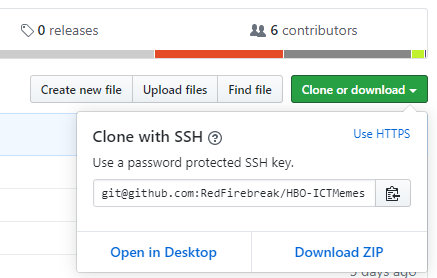 0 releases
6 contributors
Create new file
Upload files
Find file
Clone or download
Clone with SSH
Use HTTPS
Use a password protected SSH key.
git@github.com:RedFirebreak/HBO-ICTMemes
Open in Desktop
Download ZIP
5 days ago